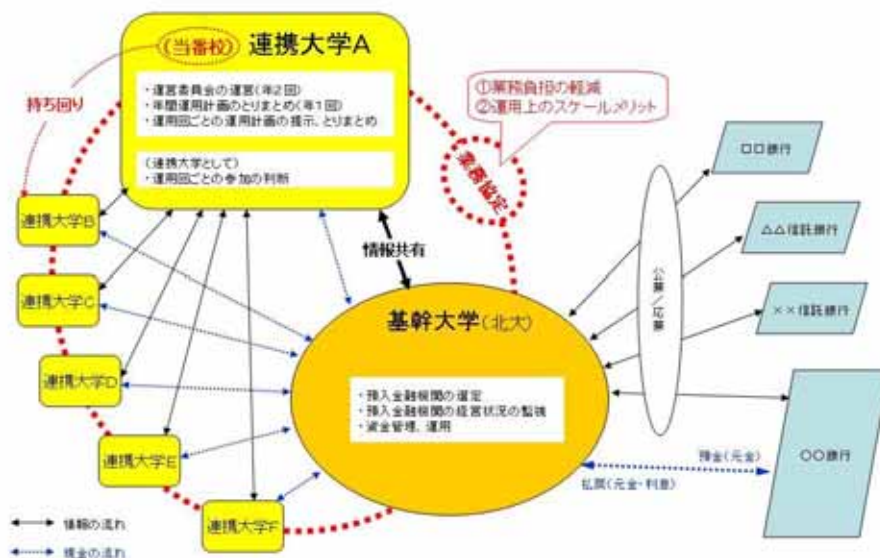 (当番校) 連携大学A
・運営委員会の運営(年2回)
・年間運用計画のとりまとめ(年1回)
・運用図ごとの運用計画の提示、とりまとめ
(連携大学として)
・運用図ごとの参加の判断
持ち回り
①業務負担の軽減
②運用上のスケールメリット
業務協定
連携大学B
連携大学C
連携大学D
連携大学E
連携大学F
情報共有
基幹大学(北大)
・預入金融機関の選定
・預入金融機関の経営状況の監視
・資金管理、運用
公募/応募
□□銀行
△△信託銀行
××信託銀行
○○銀行
預金(元金)
払戻(元金・利息)
情報の流れ
現金の流れ